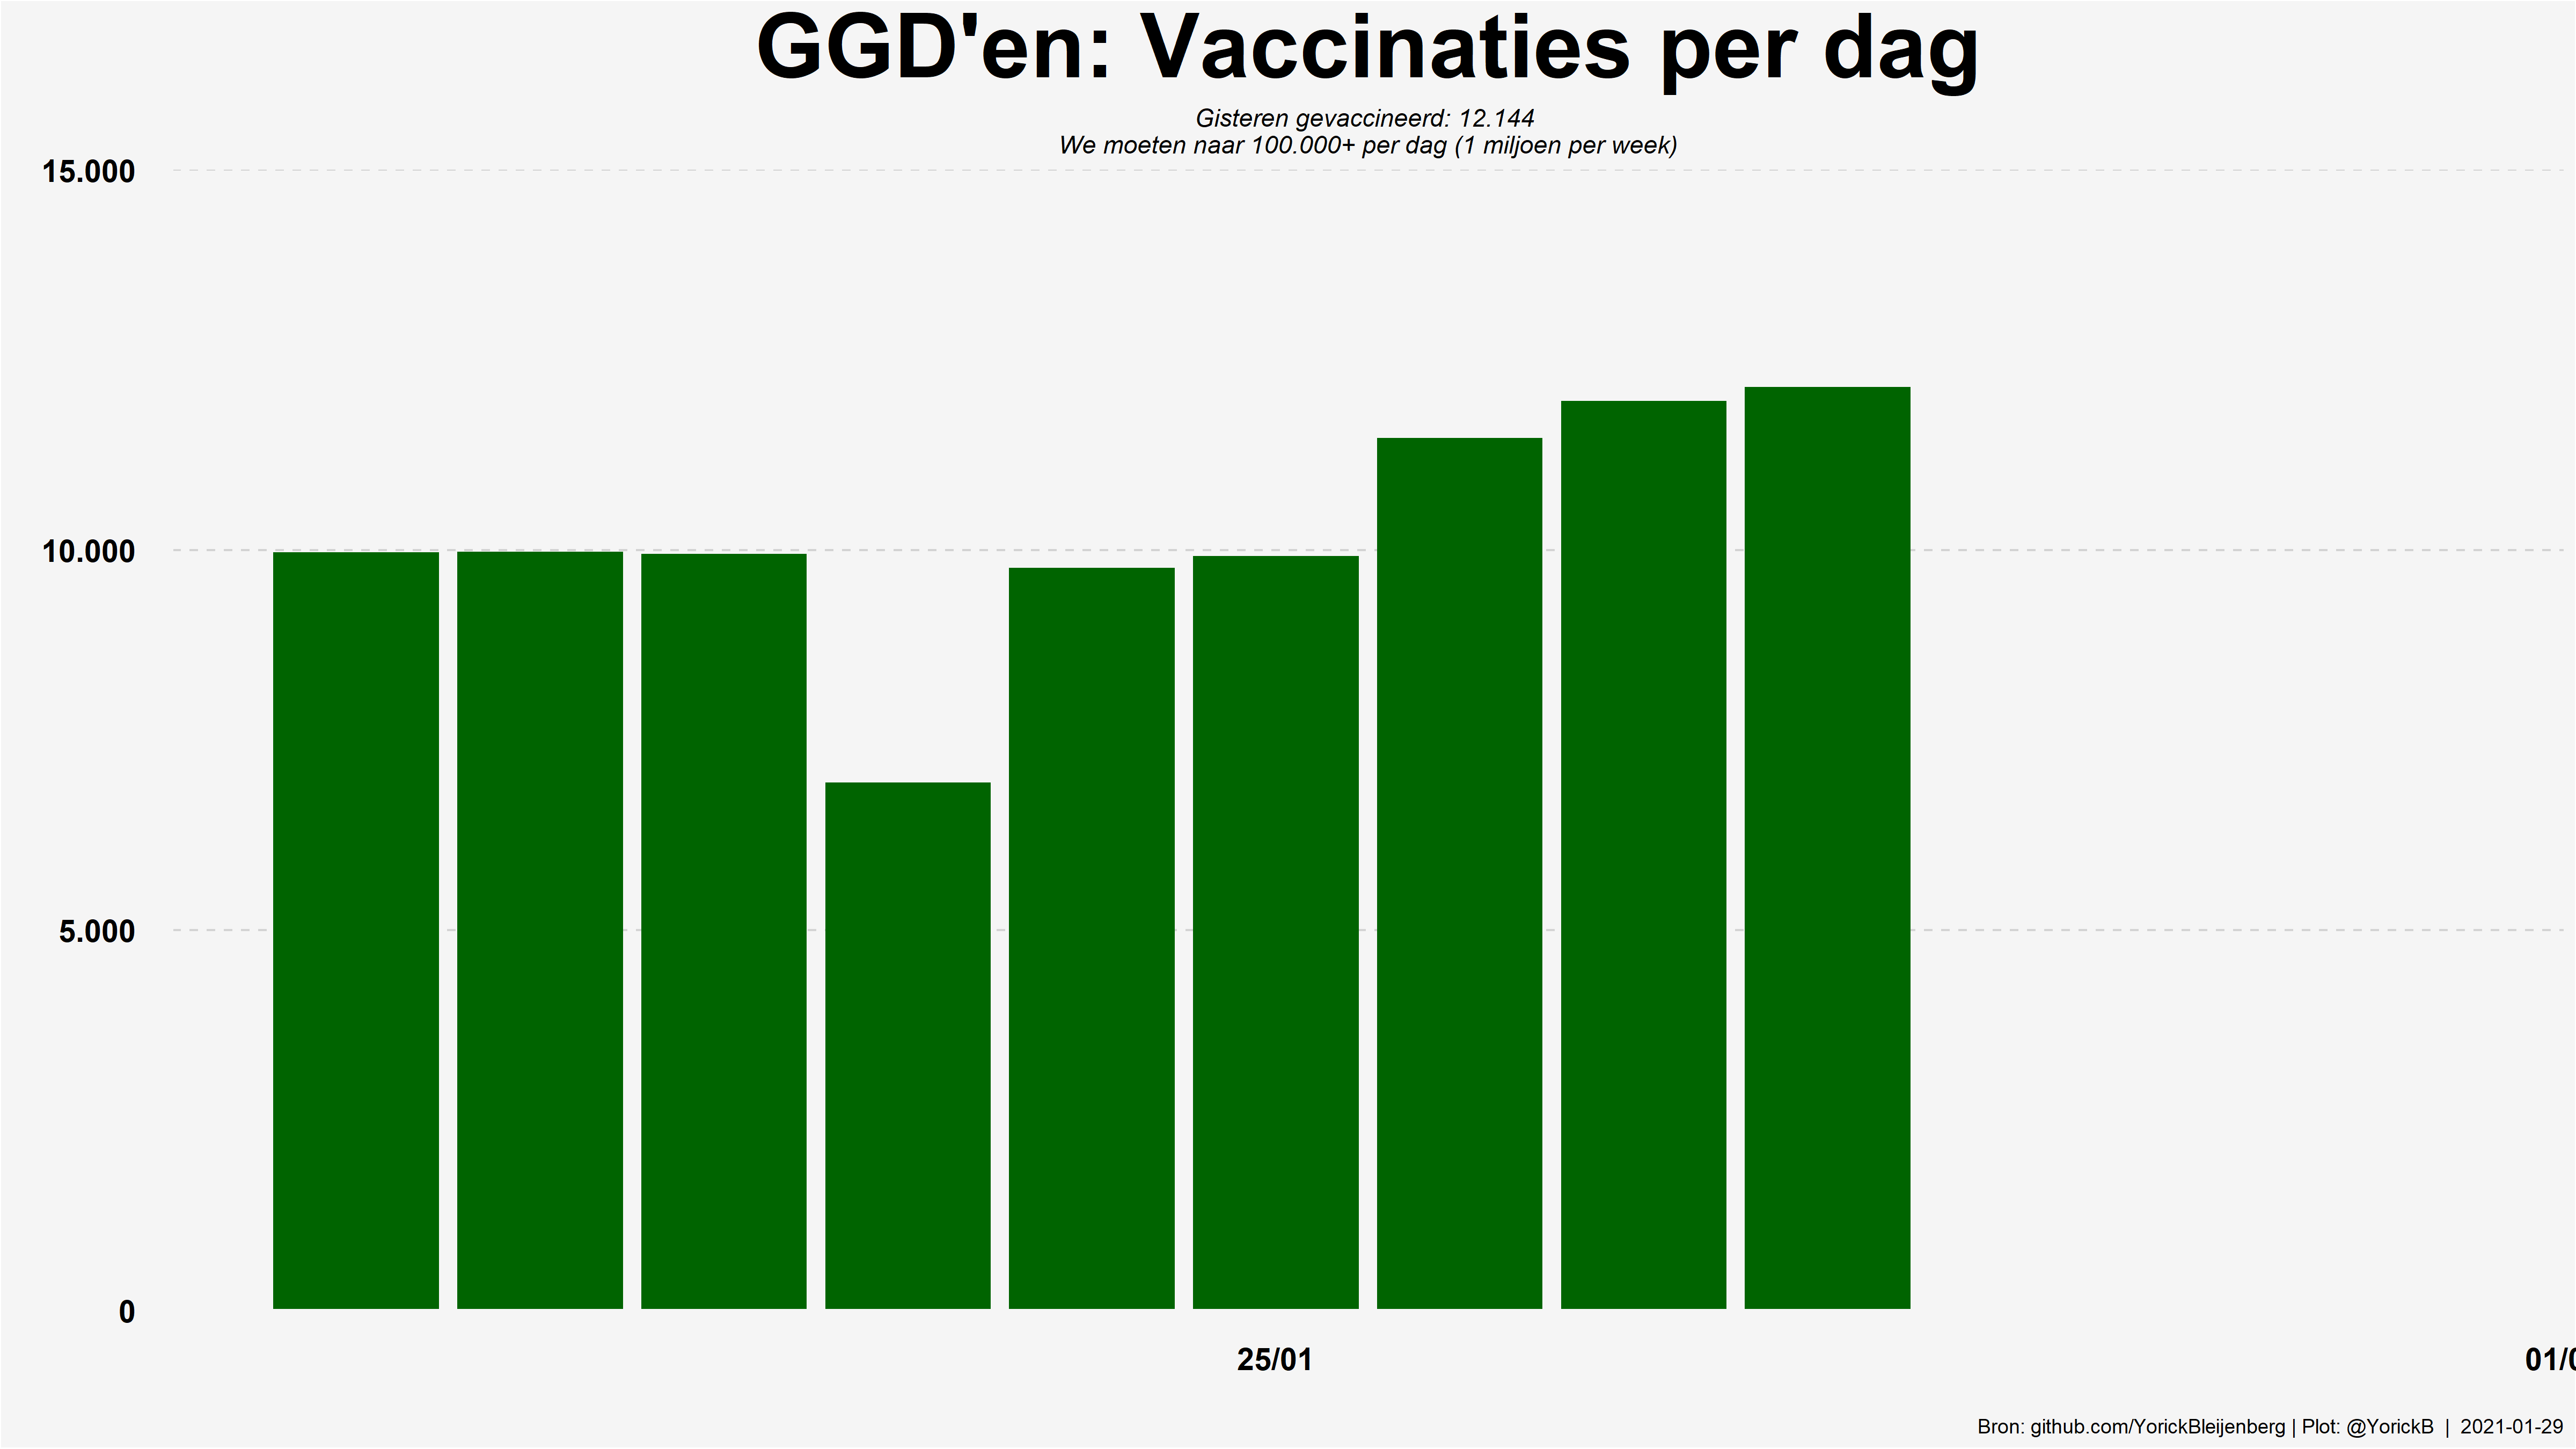 GGD'en: Vaccinaties per dag
Gisteren gevaccineerd: 12.144
We moeten naar 100.000+ per dag (1 miljoen per week)
15.000
10.000
5.000
0
25/01
01/0
Bron: github.com/YorickBleijenberg | Plot: @YorickB | 2021-01-29